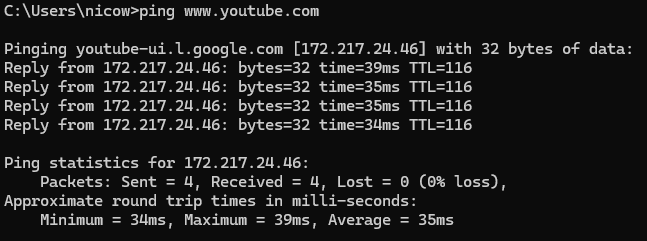 C:\Users\nicow>ping www.youtube.com
Pinging youtube-ui.l.google.com [172.217.24.46] with 32 bytes of data:
Reply from 172.217.24.46: bytes=32 time=39ms TTL=116
Reply from 172.217.24.46: bytes=32 time=35ms TTL=116
Reply from 172.217.24.46: bytes=32 time=35ms TTL=116
Reply from 172.217.24.46: bytes=32 time=34ms TTL=116
Ping statistics for 172.217.24.46:
    Packets: Sent = 4, Received = 4, Lost = 0 (0% loss),
Approximate round trip times in milli-seconds:
    Minimum = 34ms, Maximum = 39ms, Average = 35ms